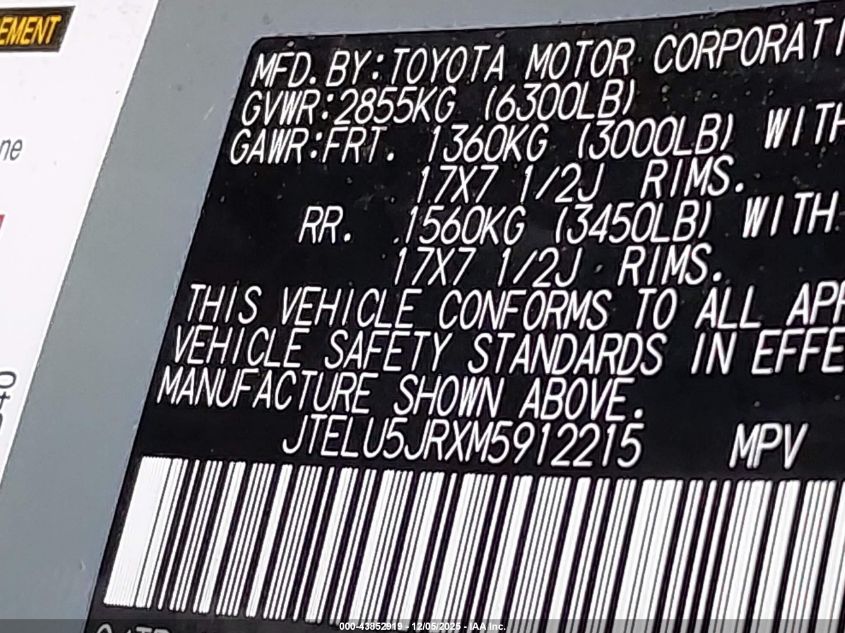 MFD. BY: TOYOTA MOTOR CORPORATI
GVWR: 2855KG (6300LB)
GAWR: FRT. 1360KG (3000LB) WITH
17X7 1/2J RIMS.
RR. 1560KG (3450LB) WITH
17X7 1/2J RIMS.
THIS VEHICLE CONFORMS TO ALL APP
VEHICLE SAFETY STANDARDS IN EFFE
MANUFACTURE SHOWN ABOVE.
JTELU5JRXM5912215 MPV
EMENT
ne
000-43852919 - 12/05/2025 - IAA Inc.